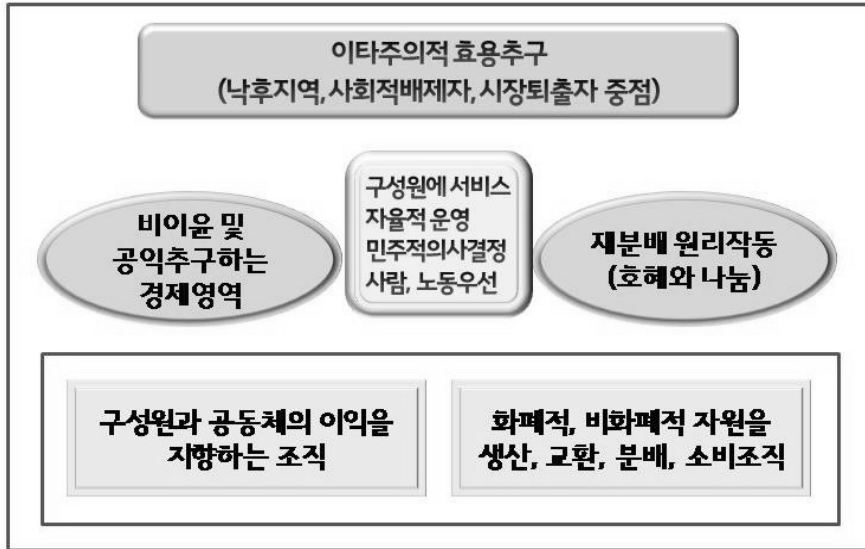 이타주의적 효용추구
(낙후지역, 사회적배제자, 시장퇴출자 중점)
비이윤 및
공익추구하는
경제영역
구성원에 서비스
자율적 운영
민주적의사결정
사람, 노동우선
재분배 원리작동
(호혜와 나눔)
구성원과 공동체의 이익을
지향하는 조직
화폐적, 비화폐적 자원을
생산, 교환, 분배, 소비조직